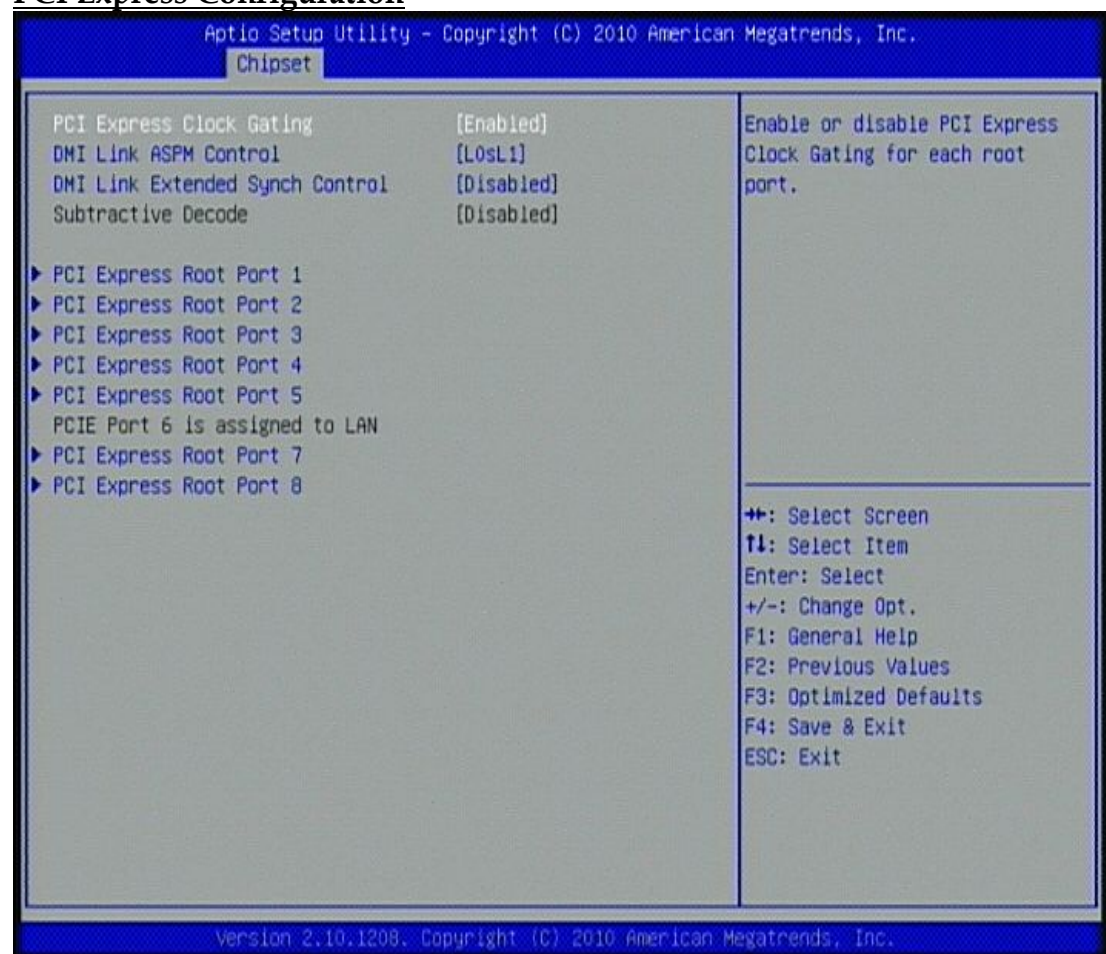 PCI Express Configuration
Aptio Setup Utility - Copyright (C) 2010 American Megatrends, Inc.
Chipset
PCI Express Clock Gating [Enabled]
DMI Link ASPM Control [L0sL1]
DMI Link Extended Synch Control [Disabled]
Subtractive Decode [Disabled]
PCI Express Root Port 1
PCI Express Root Port 2
PCI Express Root Port 3
PCI Express Root Port 4
PCI Express Root Port 5
PCIE Port 6 is assigned to LAN
PCI Express Root Port 7
PCI Express Root Port 8
Enable or disable PCI Express
Clock Gating for each root
port.
→←: Select Screen
↑↓: Select Item
Enter: Select
+/-: Change Opt.
F1: General Help
F2: Previous Values
F3: Optimized Defaults
F4: Save & Exit
ESC: Exit
Version 2.10.1208. Copyright (C) 2010 American Megatrends, Inc.